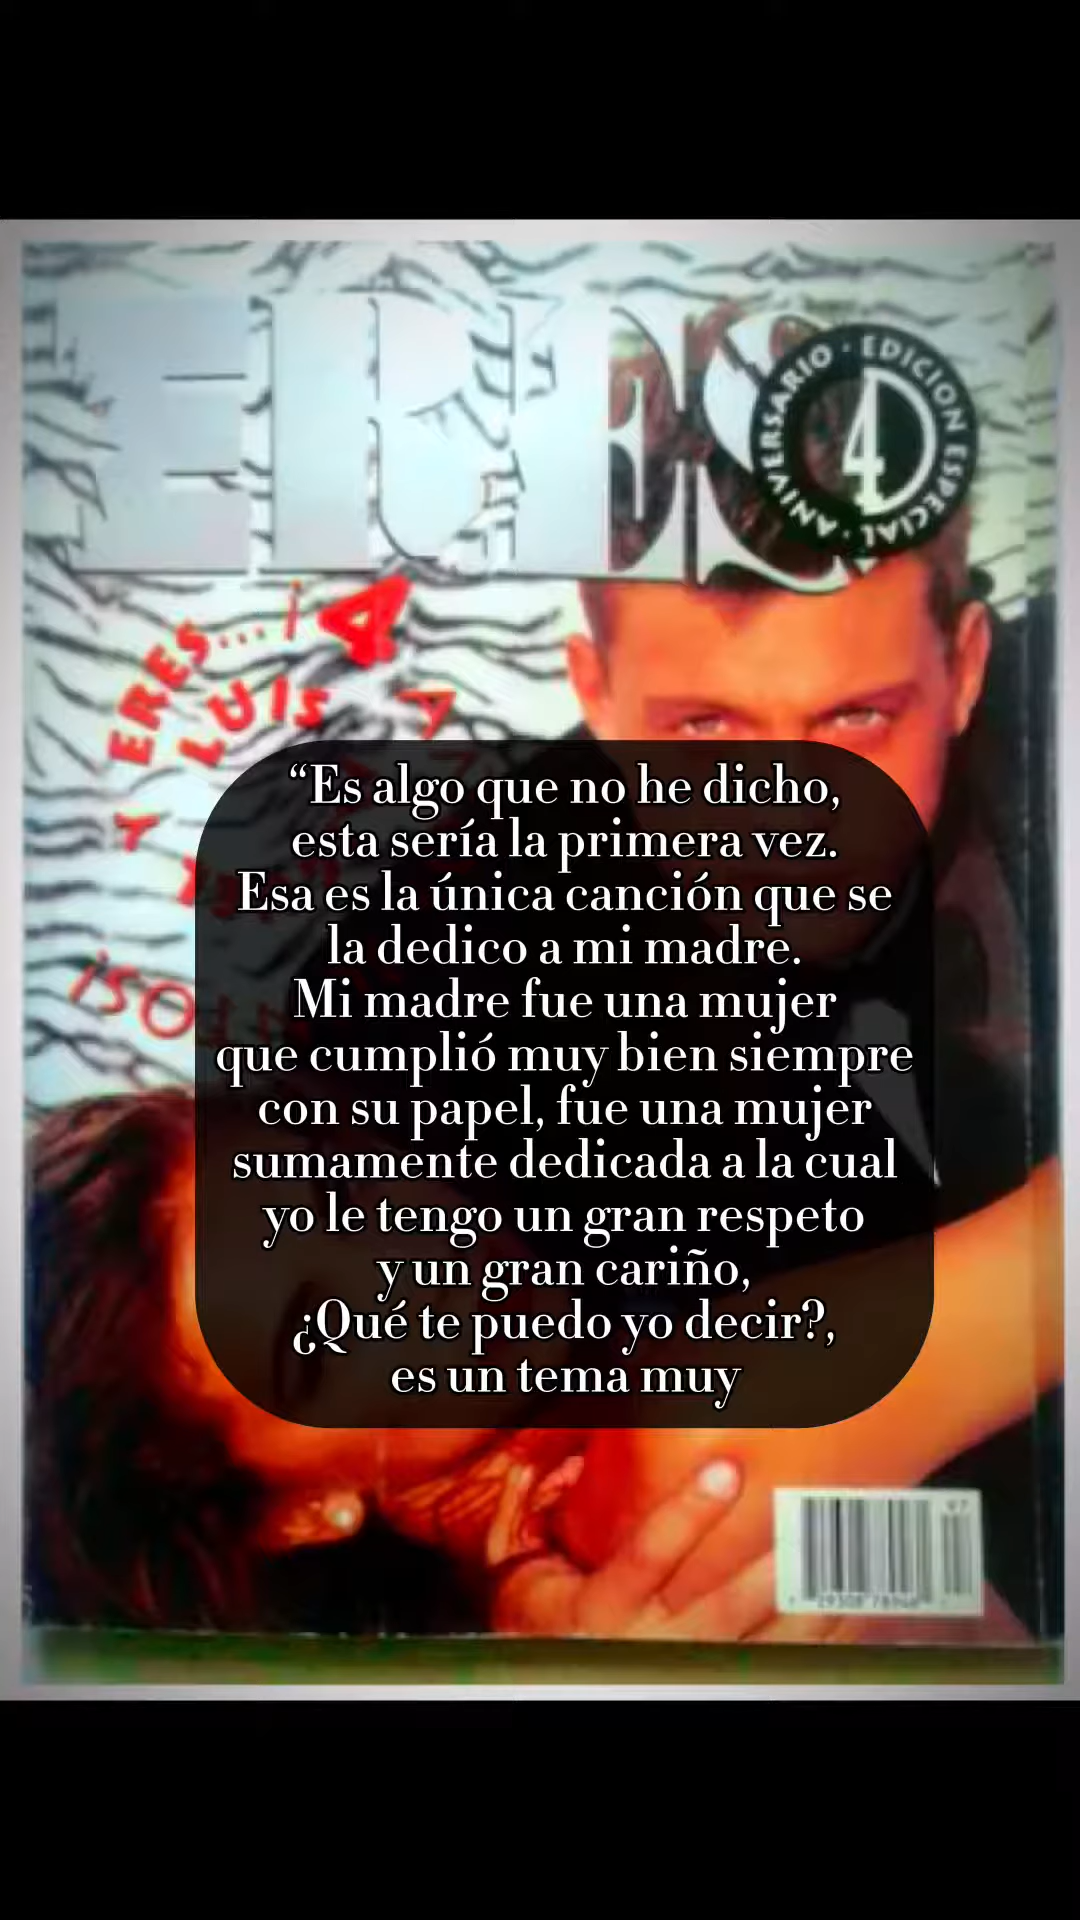 ERES
ANIVERSARIO · EDICION ESPECIAL ·
4
ERES... ¡4
LUIS
Y
¡SO
“Es algo que no he dicho,
esta sería la primera vez.
Esa es la única canción que se
la dedico a mi madre.
Mi madre fue una mujer
que cumplió muy bien siempre
con su papel, fue una mujer
sumamente dedicada a la cual
yo le tengo un gran respeto
y un gran cariño,
¿Qué te puedo yo decir?,
es un tema muy
97